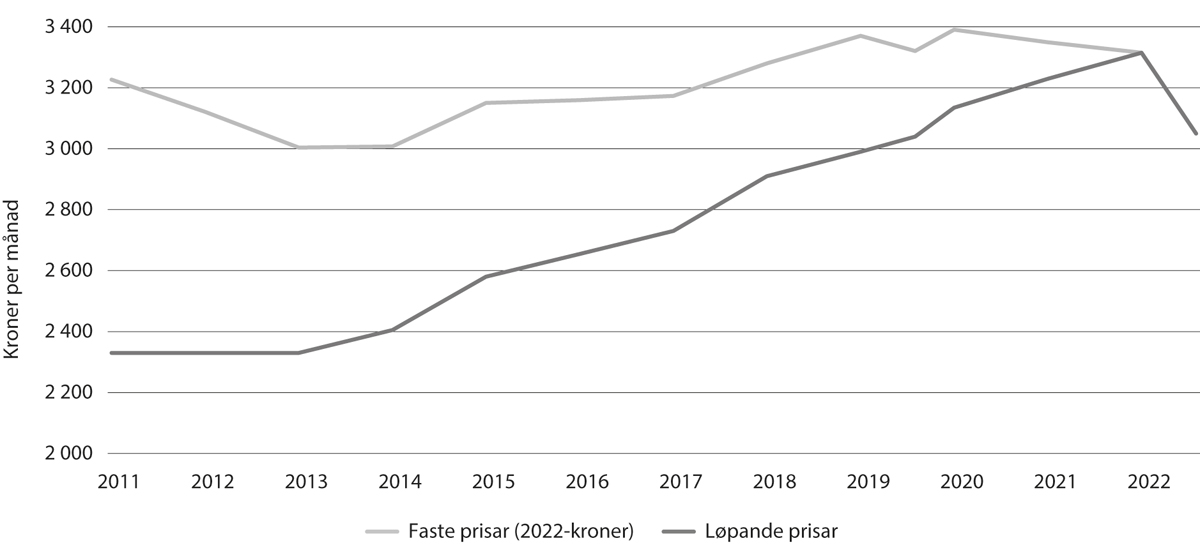 3 400
3 200
3 000
2 800
2 600
2 400
2 200
2 000
Kroner per månad
2011 2012 2013 2014 2015 2016 2017 2018 2019 2020 2021 2022
Faste prisar (2022-kroner) Løpande prisar